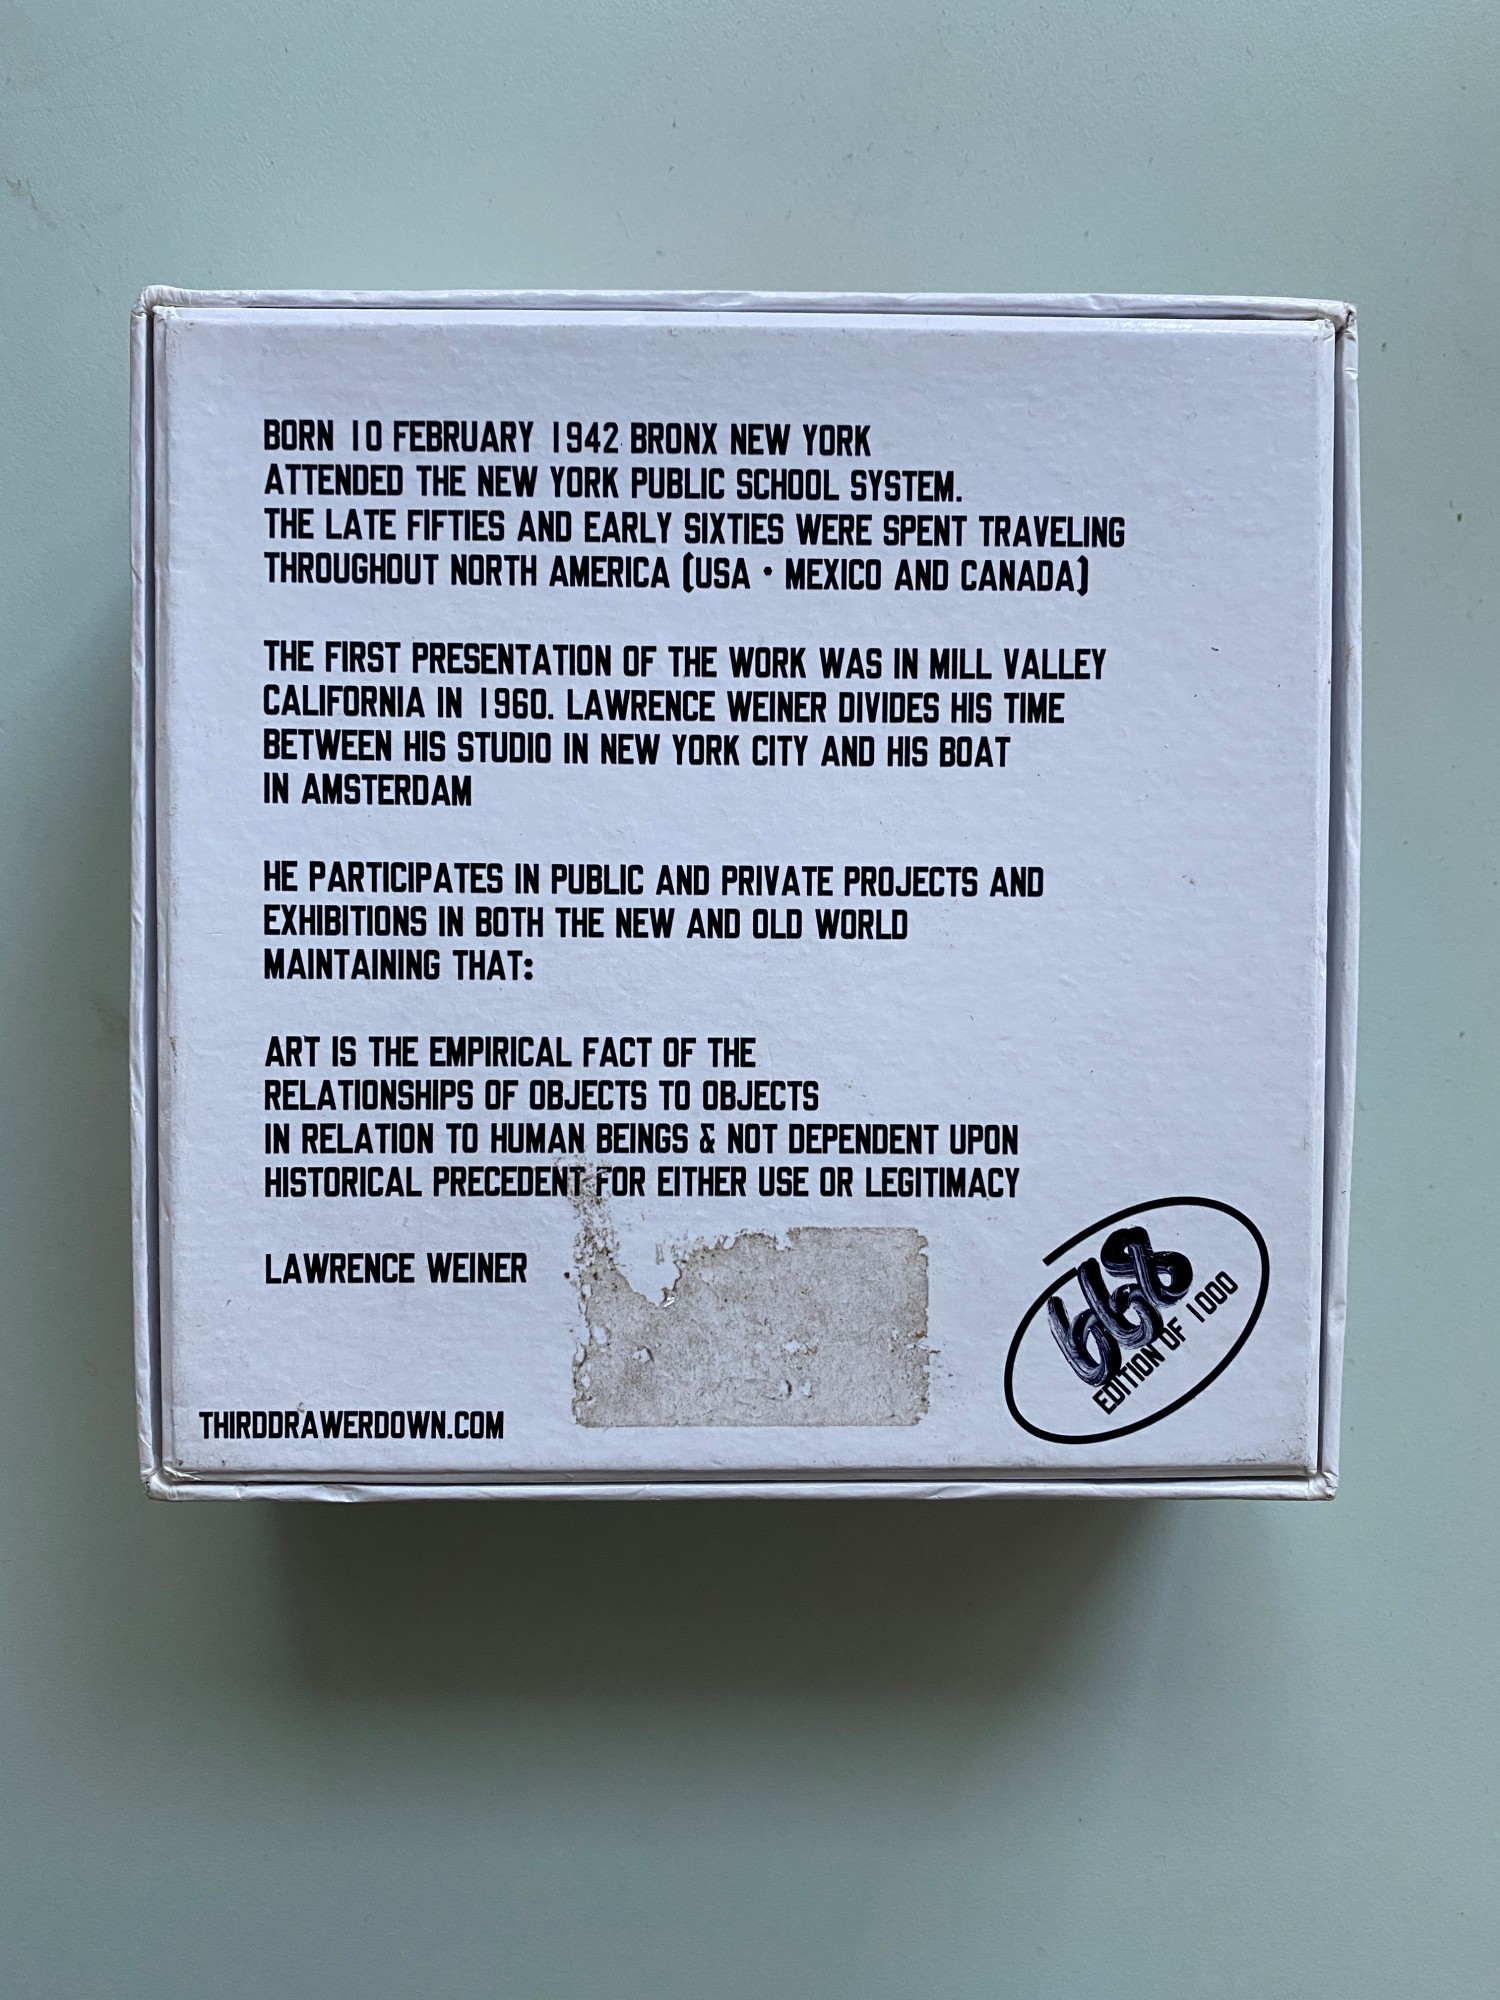 BORN 10 FEBRUARY 1942 BRONX NEW YORK
ATTENDED THE NEW YORK PUBLIC SCHOOL SYSTEM.
THE LATE FIFTIES AND EARLY SIXTIES WERE SPENT TRAVELING
THROUGHOUT NORTH AMERICA (USA • MEXICO AND CANADA)
THE FIRST PRESENTATION OF THE WORK WAS IN MILL VALLEY
CALIFORNIA IN 1960. LAWRENCE WEINER DIVIDES HIS TIME
BETWEEN HIS STUDIO IN NEW YORK CITY AND HIS BOAT
IN AMSTERDAM
HE PARTICIPATES IN PUBLIC AND PRIVATE PROJECTS AND
EXHIBITIONS IN BOTH THE NEW AND OLD WORLD
MAINTAINING THAT:
ART IS THE EMPIRICAL FACT OF THE
RELATIONSHIPS OF OBJECTS TO OBJECTS
IN RELATION TO HUMAN BEINGS & NOT DEPENDENT UPON
HISTORICAL PRECEDENT FOR EITHER USE OR LEGITIMACY
LAWRENCE WEINER
668
EDITION OF 1000
THIRDDRAWERDOWN.COM